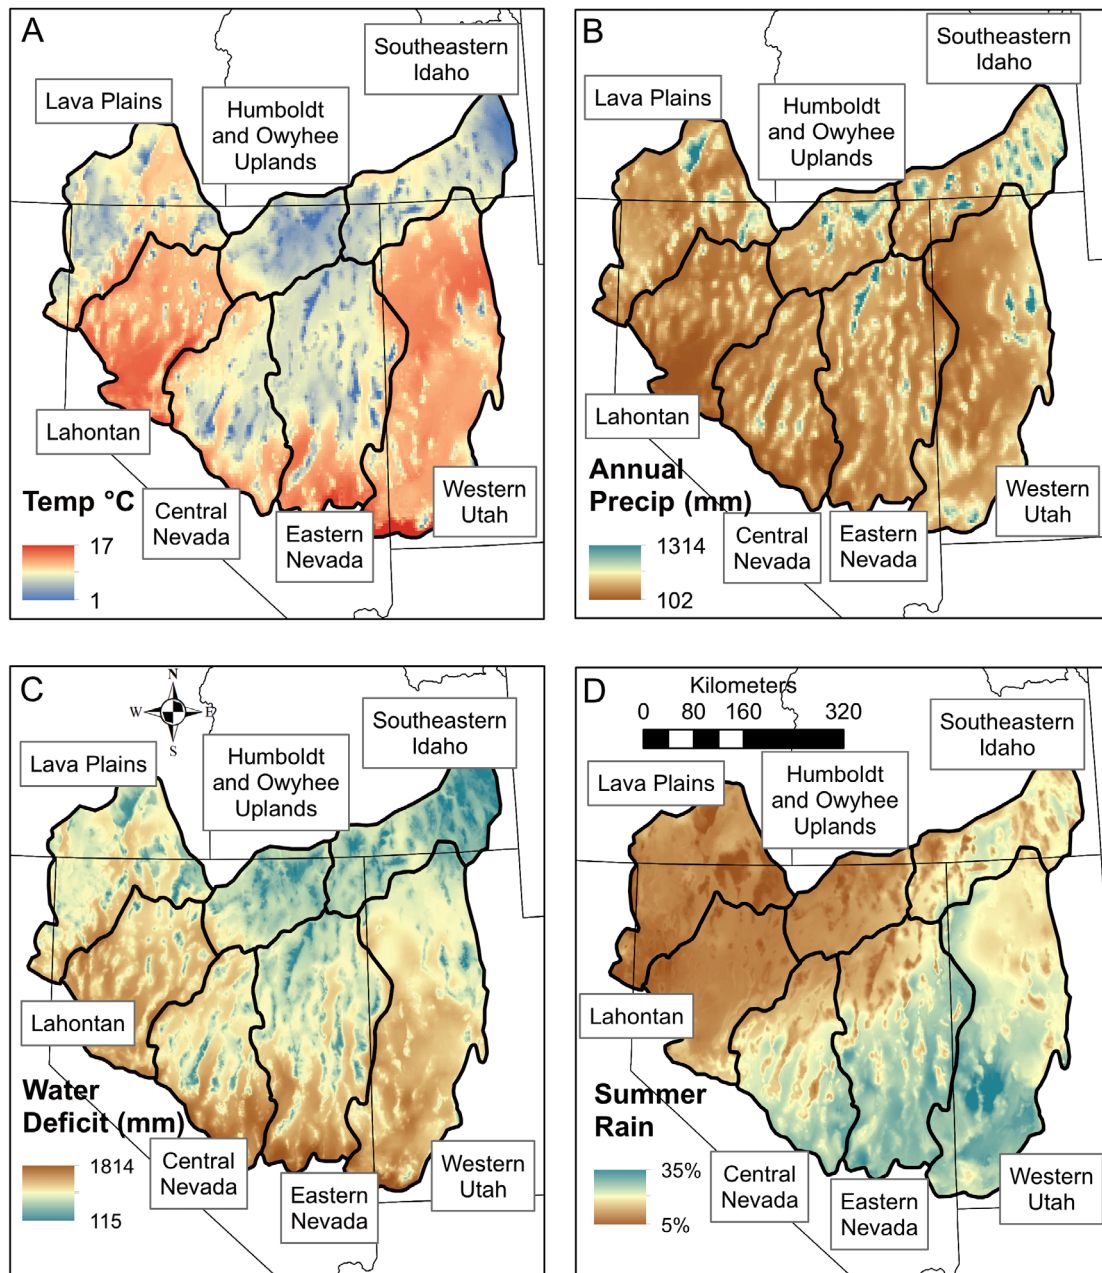 A
Southeastern
Idaho
Lava Plains
Humboldt
and Owyhee
Uplands
Lahontan
Temp °C
17
1
Central
Nevada
Eastern
Nevada
Western
Utah
B
Southeastern
Idaho
Lava Plains
Humboldt
and Owyhee
Uplands
Lahontan
Annual
Precip (mm)
1314
102
Central
Nevada
Eastern
Nevada
Western
Utah
C
N
W
E
S
Southeastern
Idaho
Lava Plains
Humboldt
and Owyhee
Uplands
Lahontan
Water
Deficit (mm)
1814
115
Central
Nevada
Eastern
Nevada
Western
Utah
D
Kilometers
0 80 160 320
Southeastern
Idaho
Lava Plains
Humboldt
and Owyhee
Uplands
Lahontan
Summer
Rain
35%
5%
Central
Nevada
Eastern
Nevada
Western
Utah